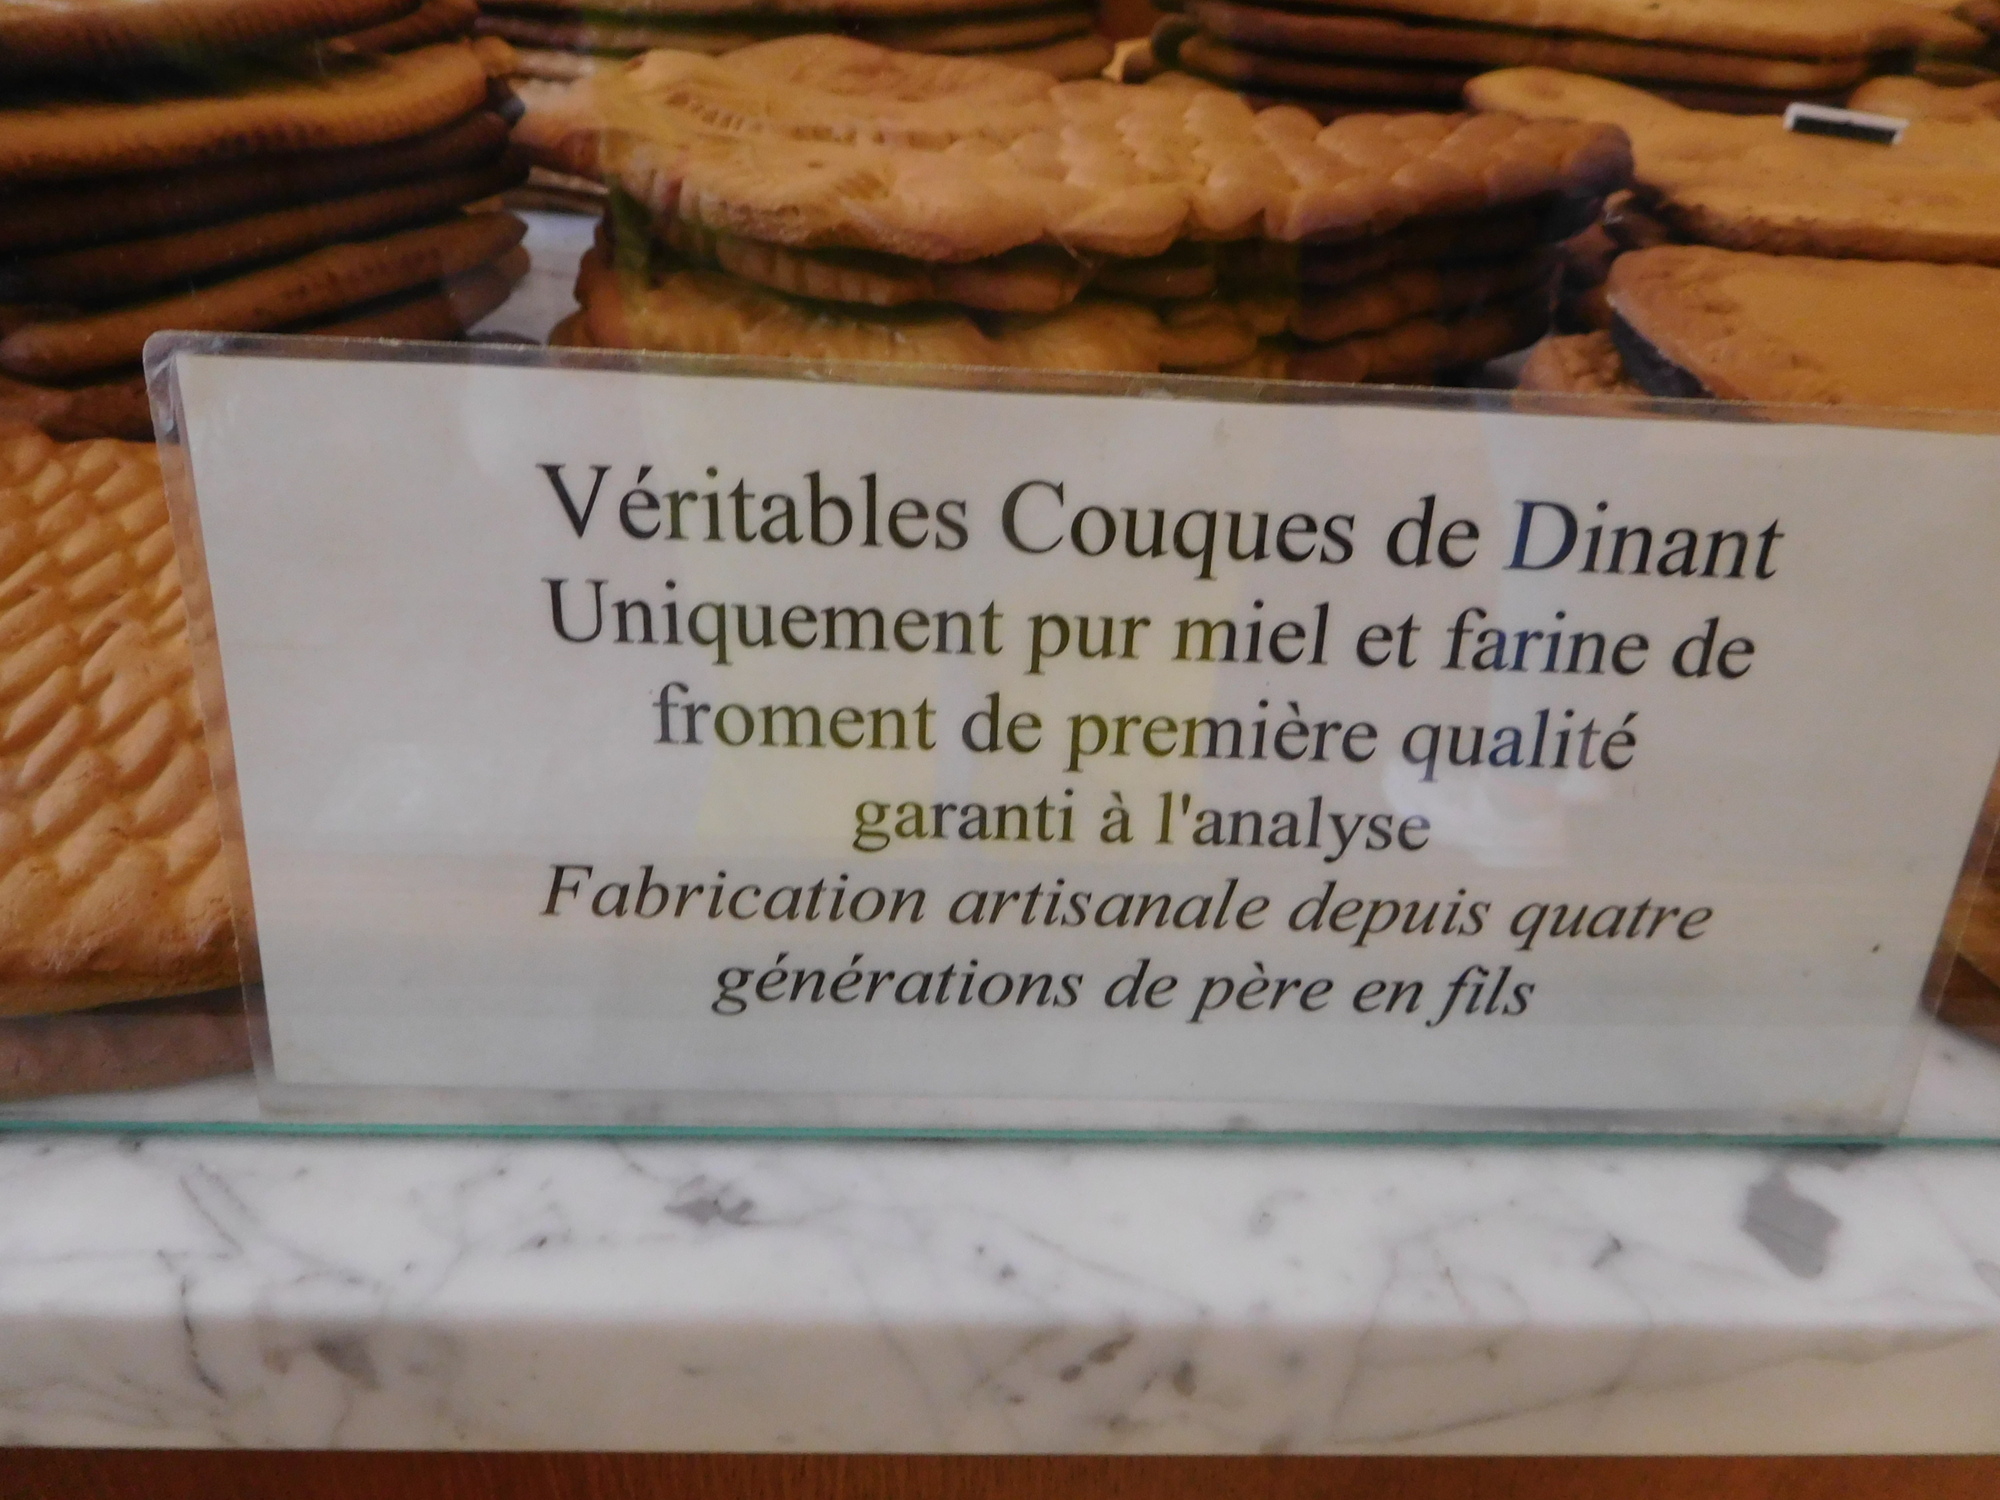 Véritables Couques de Dinant
Uniquement pur miel et farine de
froment de première qualité
garanti à l'analyse
Fabrication artisanale depuis quatre
générations de père en fils